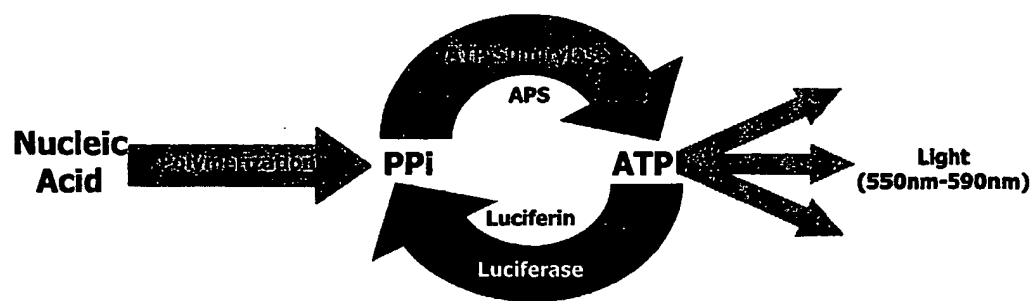 Nucleic
Acid
Polymerization
PPi
ATP Sulfurylase
APS
ATP
Luciferin
Luciferase
Light
(550nm-590nm)